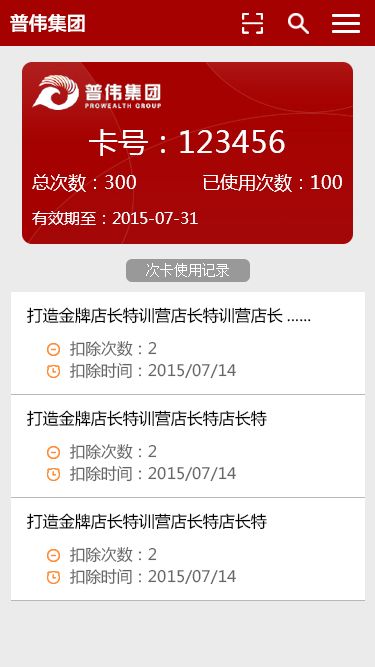 普伟集团
普伟集团
PROWEALTH GROUP
卡号：123456
总次数：300 已使用次数：100
有效期至：2015-07-31
次卡使用记录
打造金牌店长特训营店长特训营店长 ......
扣除次数：2
扣除时间：2015/07/14
打造金牌店长特训营店长特店长特
扣除次数：2
扣除时间：2015/07/14
打造金牌店长特训营店长特店长特
扣除次数：2
扣除时间：2015/07/14